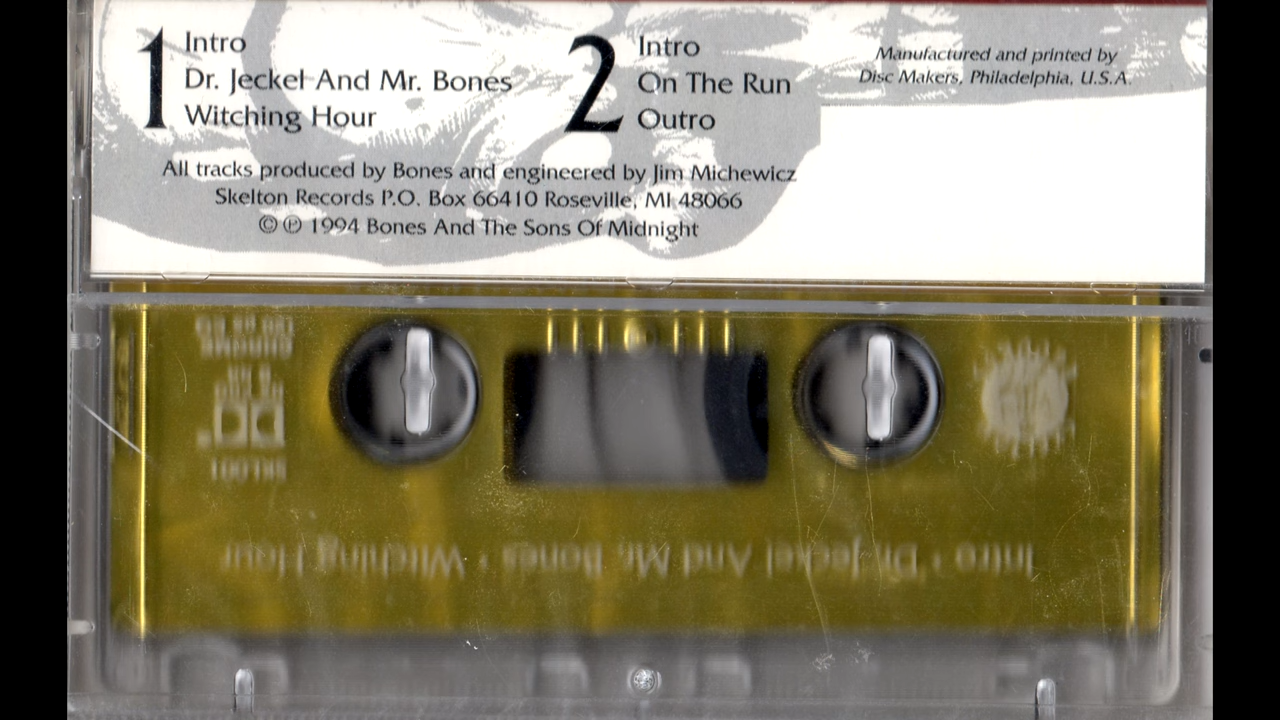 1
Intro
Dr. Jeckel And Mr. Bones
Witching Hour
2
Intro
On The Run
Outro
Manufactured and printed by
Disc Makers, Philadelphia, U.S.A.
All tracks produced by Bones and engineered by Jim Michewicz
Skelton Records P.O. Box 66410 Roseville, MI 48066
©℗ 1994 Bones And The Sons Of Midnight
SKL001
Intro • Dr. Jeckel And Mr. Bones • Witching Hour